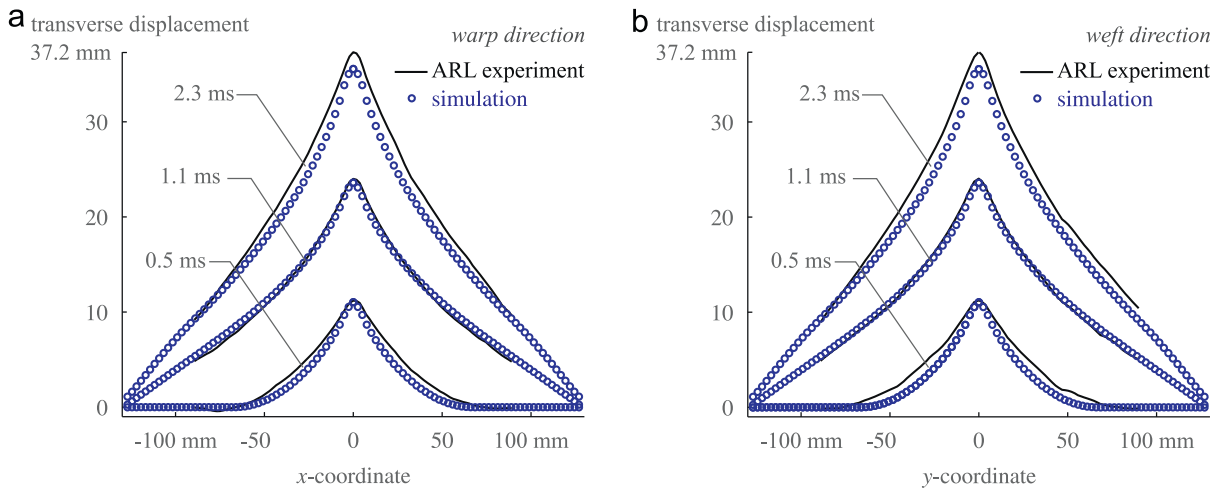 a
transverse displacement
37.2 mm
warp direction
ARL experiment
simulation
2.3 ms
30
1.1 ms
20
0.5 ms
10
0
-100 mm -50 0 50 100 mm
x-coordinate
b
transverse displacement
37.2 mm
weft direction
ARL experiment
simulation
2.3 ms
30
1.1 ms
20
0.5 ms
10
0
-100 mm -50 0 50 100 mm
y-coordinate